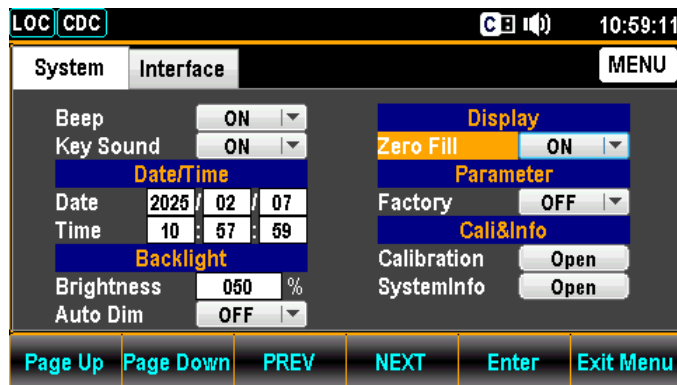 LOC CDC C 10:59:11
System Interface MENU
Beep ON
Key Sound ON
Date/Time
Date 2025 / 02 / 07
Time 10 : 57 : 59
Backlight
Brightness 050 %
Auto Dim OFF
Display
Zero Fill ON
Parameter
Factory OFF
Cali&Info
Calibration Open
SystemInfo Open
Page Up Page Down PREV NEXT Enter Exit Menu